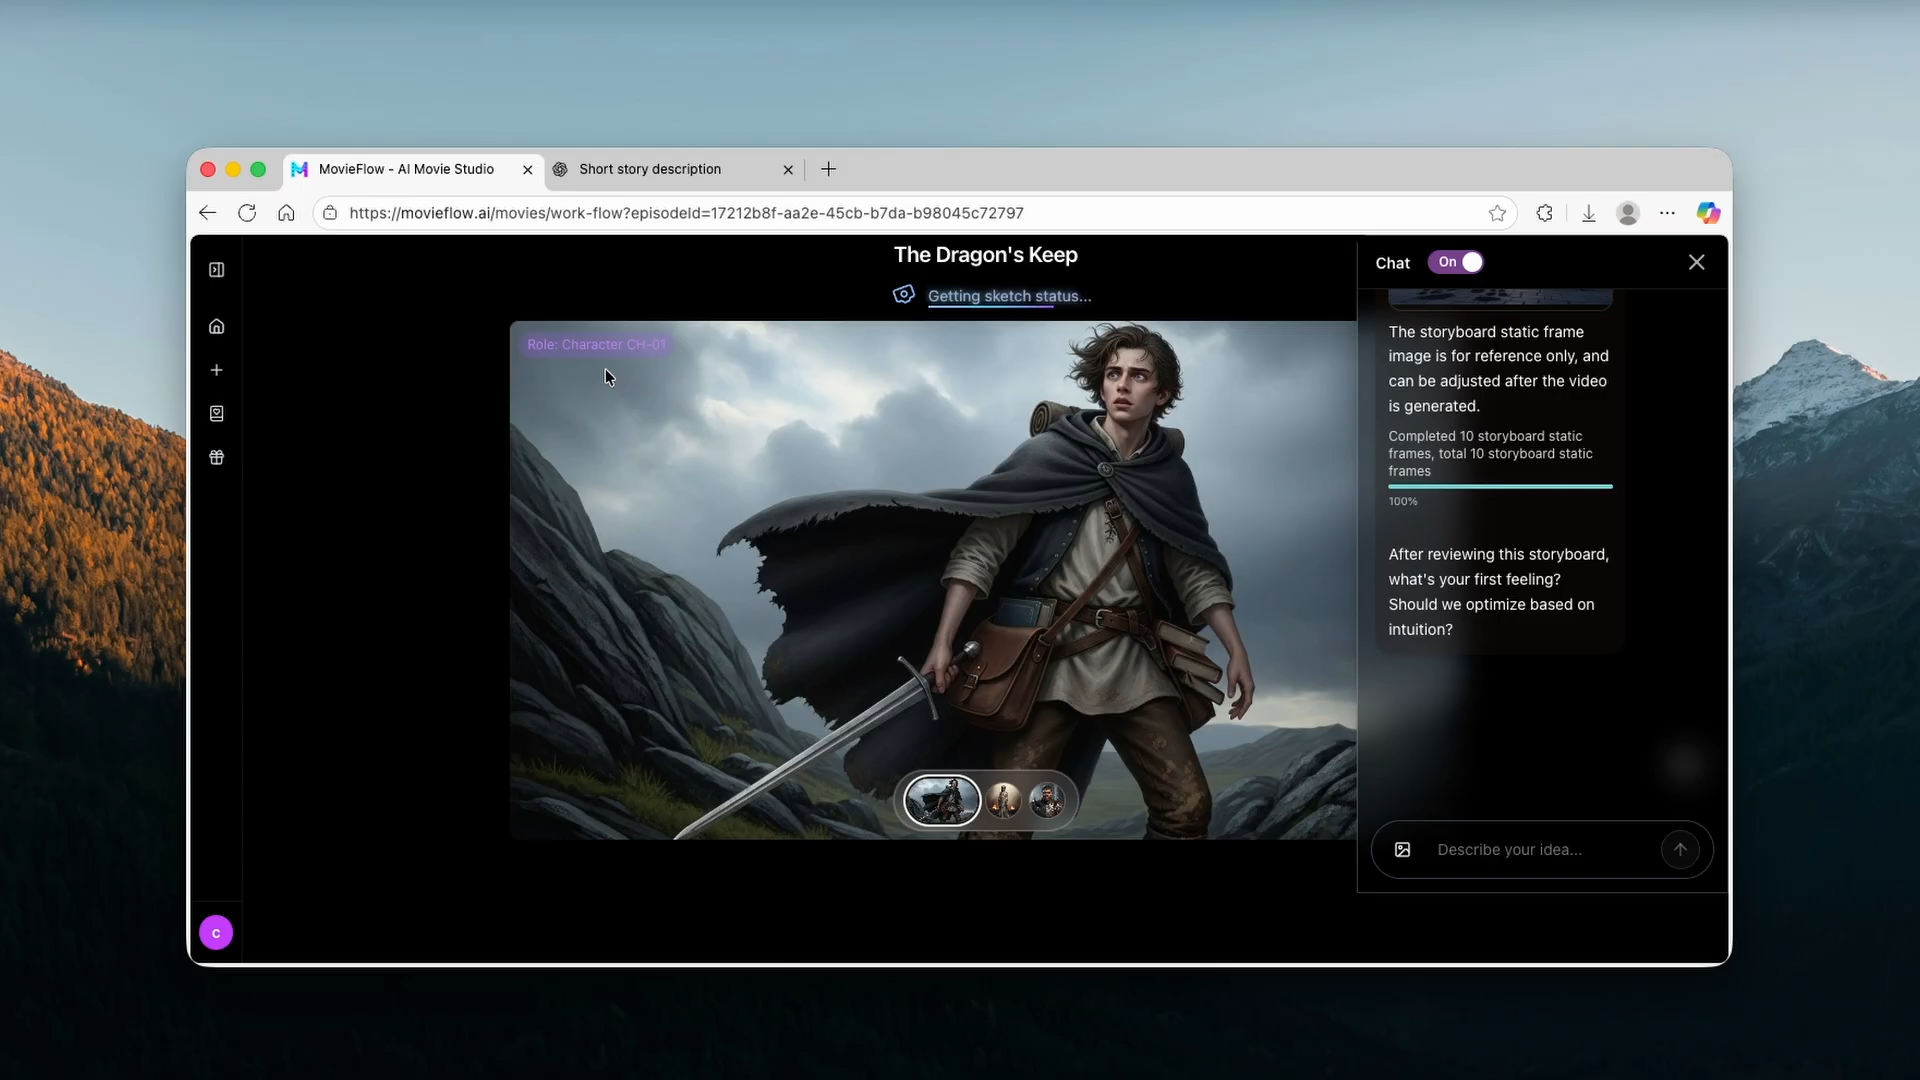 MovieFlow - AI Movie Studio
Short story description
https://movieflow.ai/movies/work-flow?episodeId=17212b8f-aa2e-45cb-b7da-b98045c72797
The Dragon's Keep
Getting sketch status...
Role: Character CH-01
Chat
On
The storyboard static frame
image is for reference only, and
can be adjusted after the video
is generated.
Completed 10 storyboard static
frames, total 10 storyboard static
frames
100%
After reviewing this storyboard,
what's your first feeling?
Should we optimize based on
intuition?
Describe your idea...
c